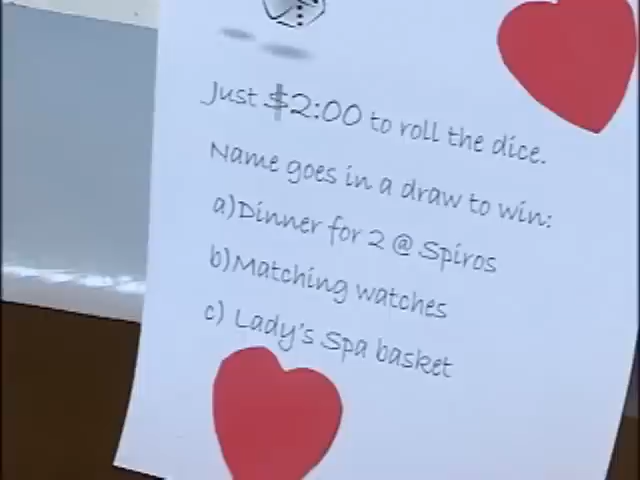 Just $2:00 to roll the dice.
Name goes in a draw to win:
a)Dinner for 2 @ Spiros
b)Matching watches
c) Lady's Spa basket